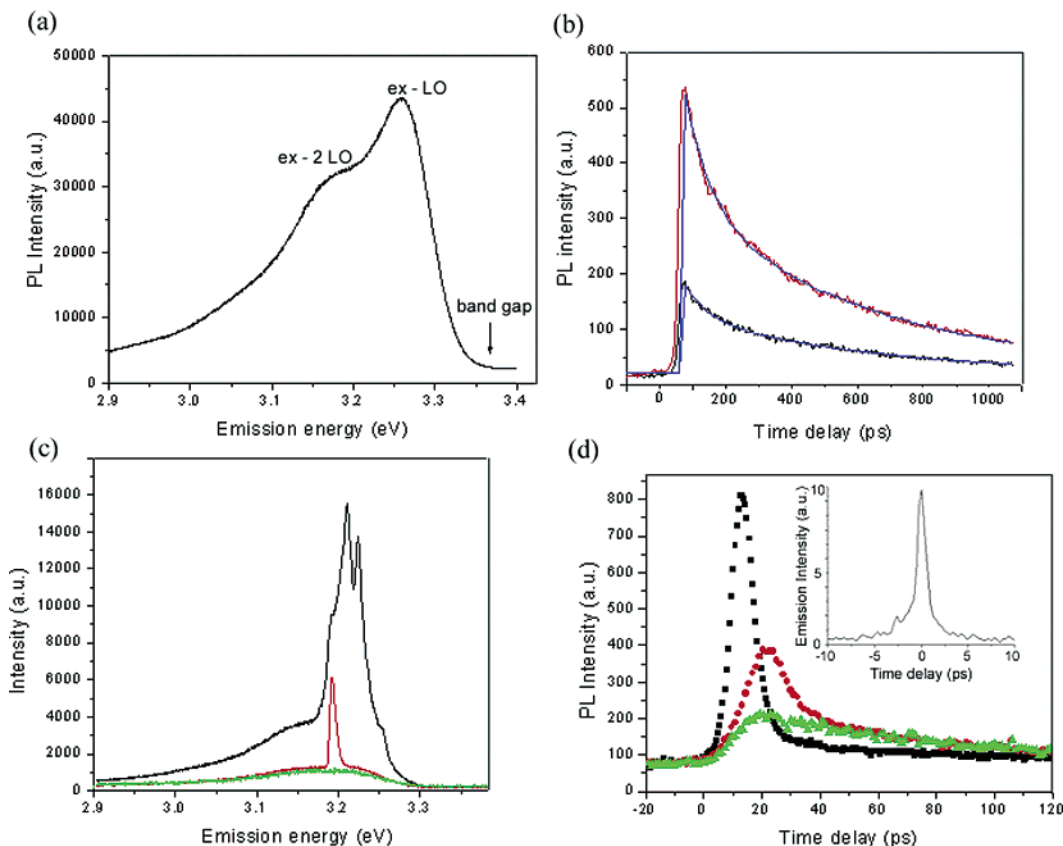 (a)
50000
40000
30000
20000
10000
0
PL Intensity (a.u.)
ex - LO
ex - 2 LO
band gap
2.9 3.0 3.1 3.2 3.3 3.4
Emission energy (eV)
(b)
600
500
400
300
200
100
0
PL intensity (a.u.)
0 200 400 600 800 1000
Time delay (ps)
(c)
16000
14000
12000
10000
8000
6000
4000
2000
0
Intensity (a.u.)
2.9 3.0 3.1 3.2 3.3
Emission energy (eV)
(d)
800
700
600
500
400
300
200
100
0
PL Intensity (a.u.)
10
5
0
Emission Intensity (a.u.)
-10 -5 0 5 10
Time delay (ps)
-20 0 20 40 60 80 100 120
Time delay (ps)